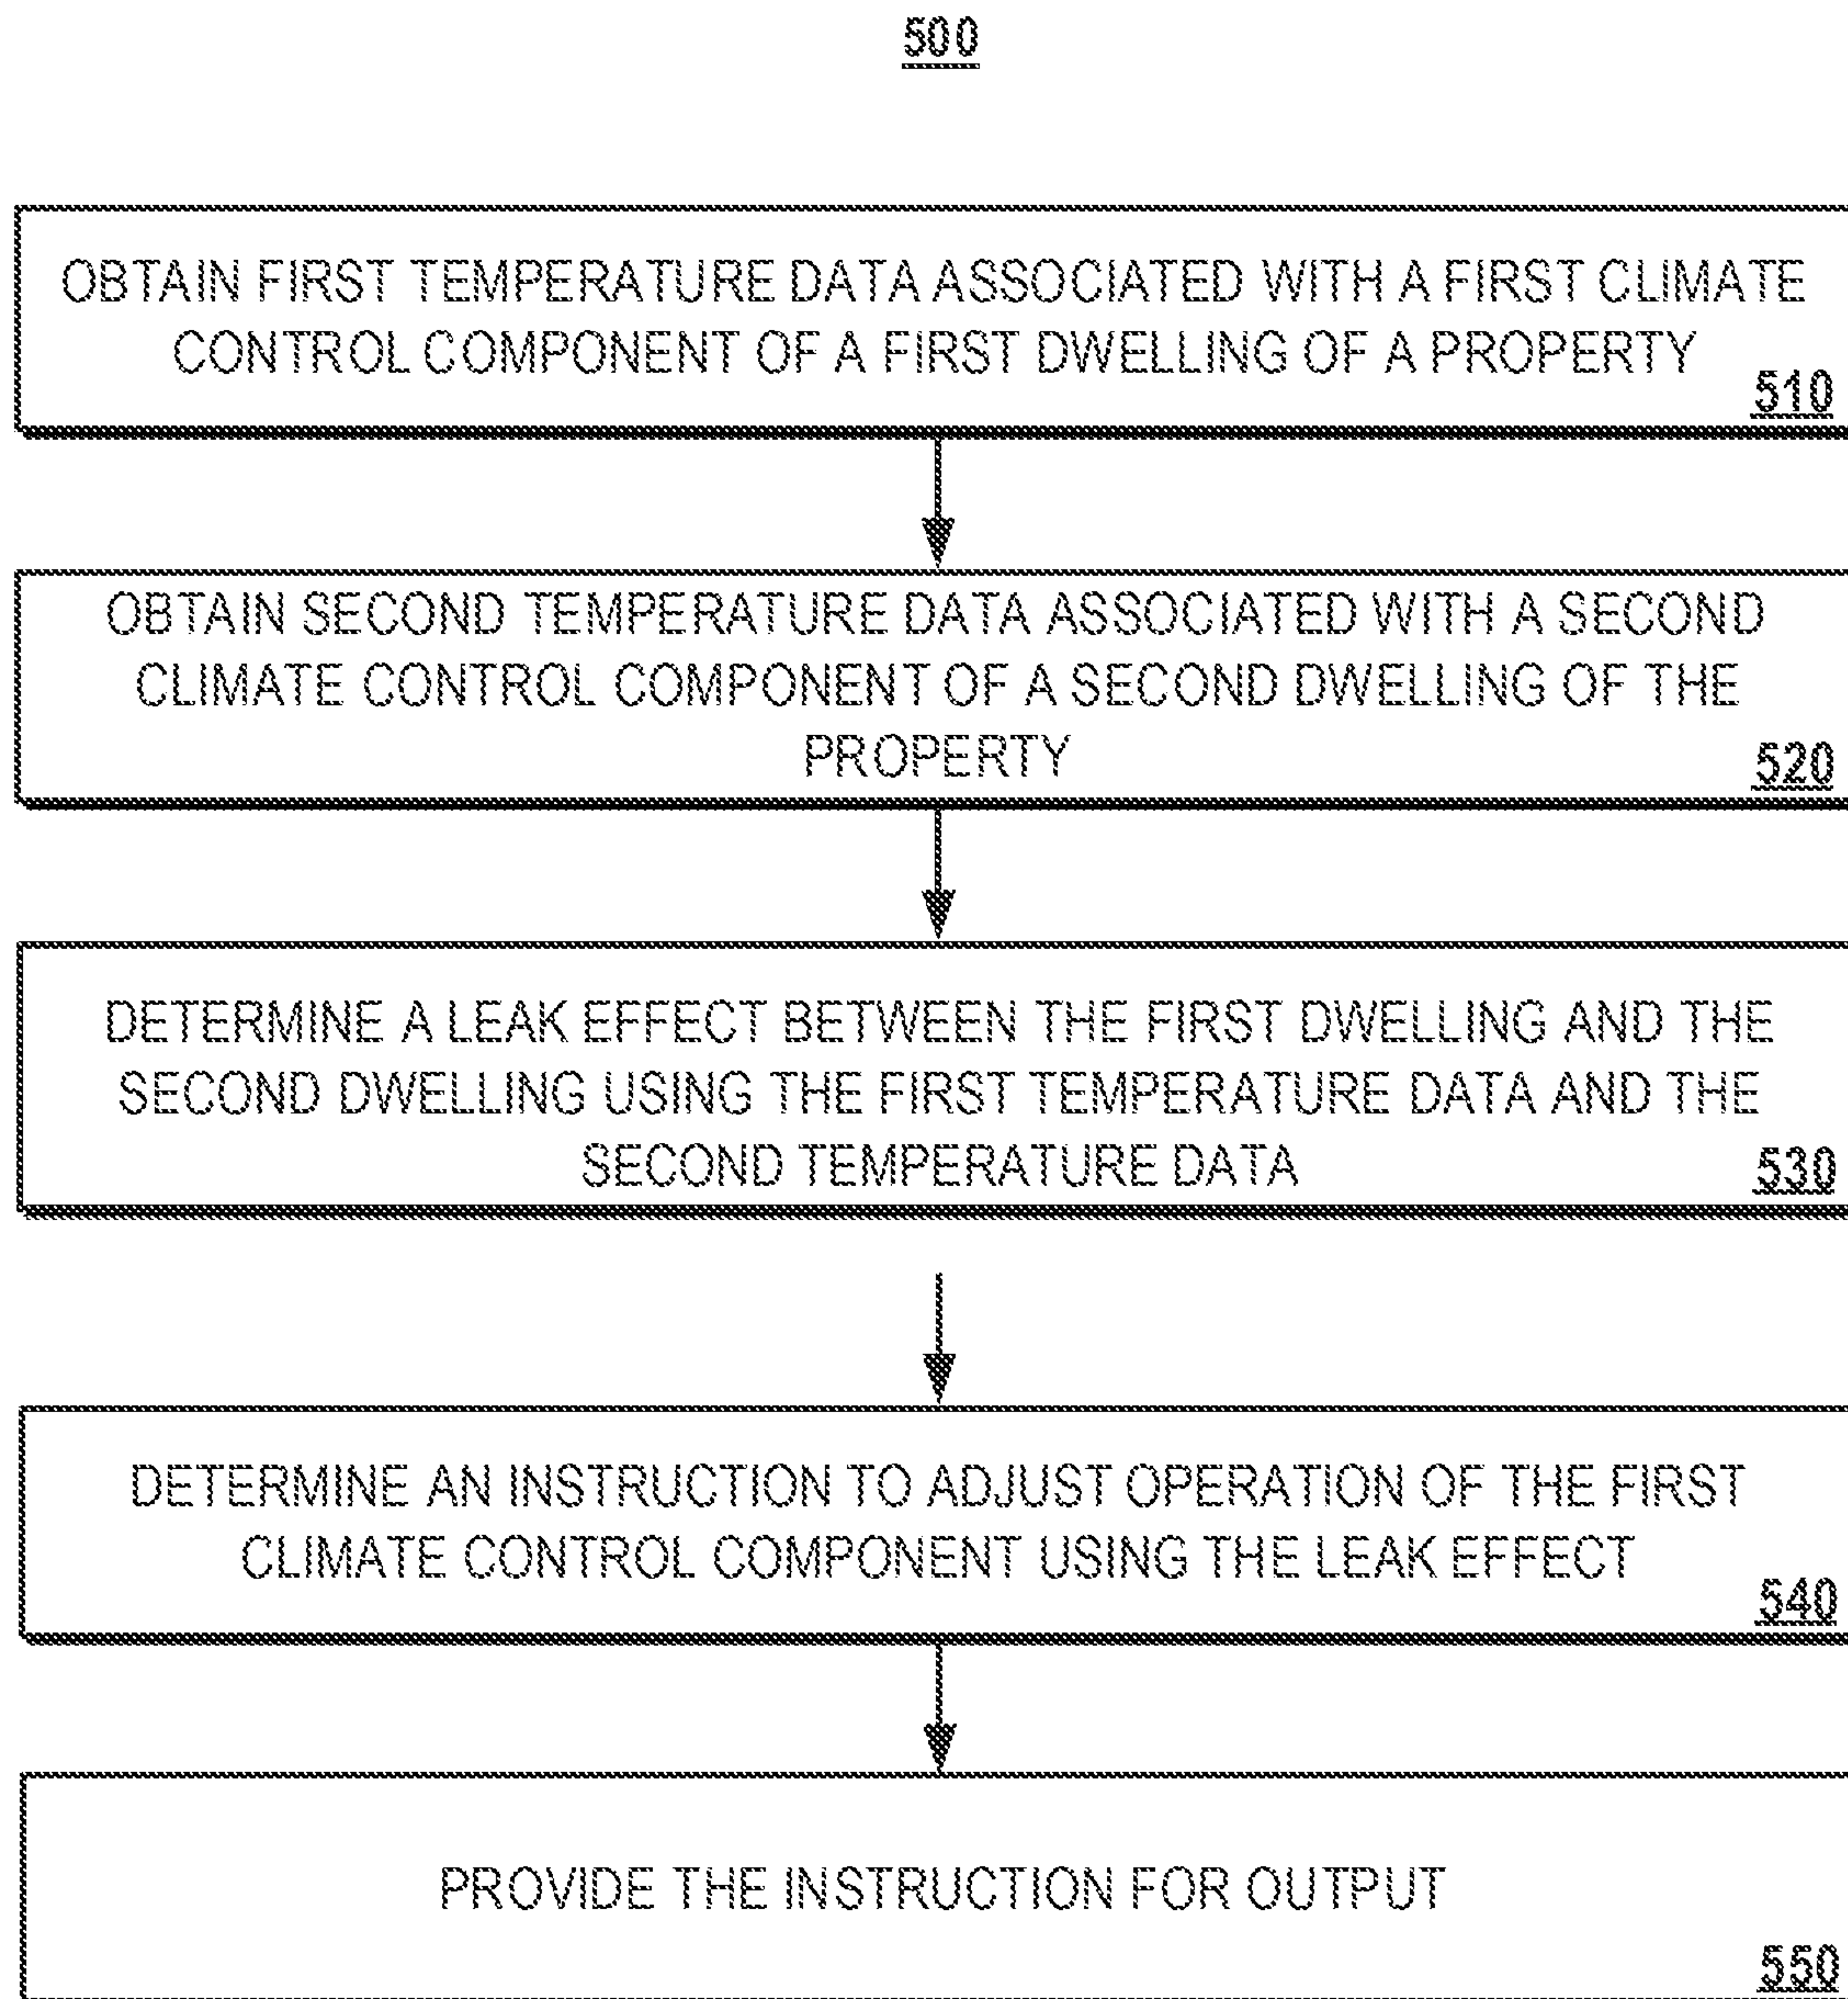 500
OBTAIN FIRST TEMPERATURE DATA ASSOCIATED WITH A FIRST CLIMATE
CONTROL COMPONENT OF A FIRST DWELLING OF A PROPERTY
510
OBTAIN SECOND TEMPERATURE DATA ASSOCIATED WITH A SECOND
CLIMATE CONTROL COMPONENT OF A SECOND DWELLING OF THE
PROPERTY
520
DETERMINE A LEAK EFFECT BETWEEN THE FIRST DWELLING AND THE
SECOND DWELLING USING THE FIRST TEMPERATURE DATA AND THE
SECOND TEMPERATURE DATA
530
DETERMINE AN INSTRUCTION TO ADJUST OPERATION OF THE FIRST
CLIMATE CONTROL COMPONENT USING THE LEAK EFFECT
540
PROVIDE THE INSTRUCTION FOR OUTPUT
550